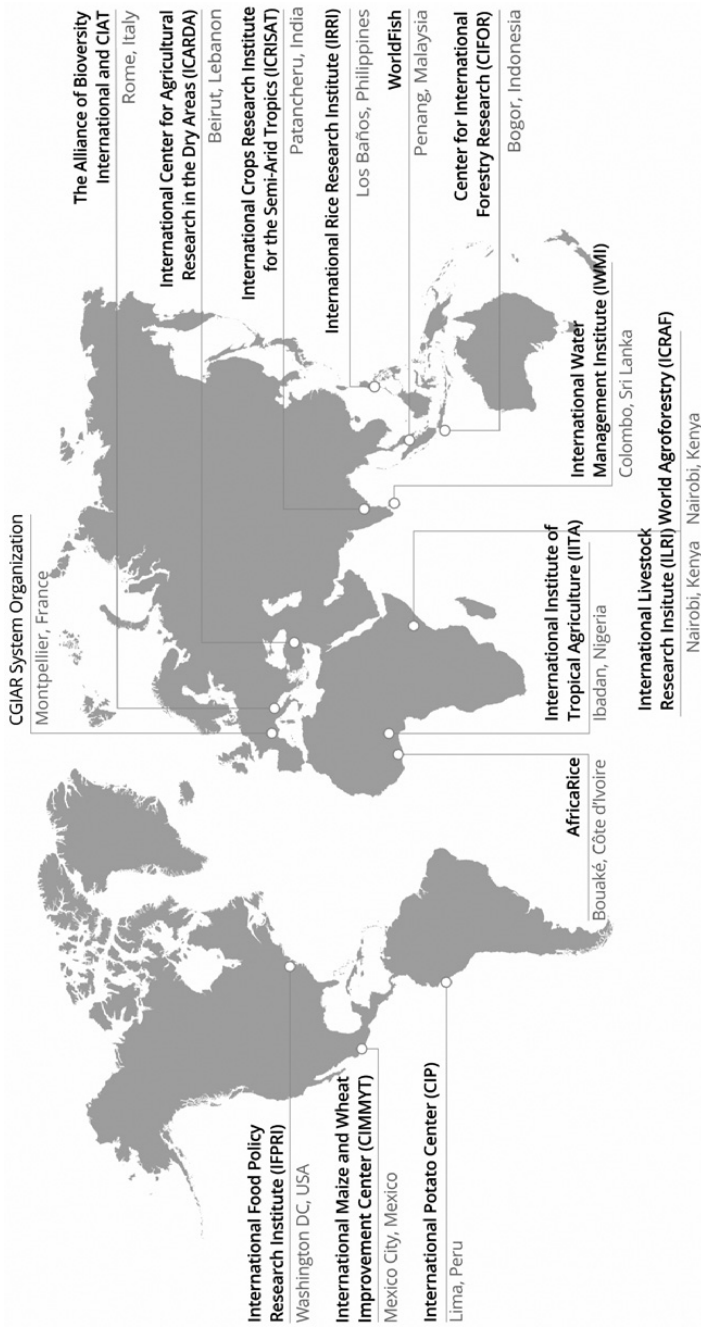 CGIAR System Organization
Montpellier, France
The Alliance of Bioversity
International and CIAT
Rome, Italy
International Center for Agricultural
Research in the Dry Areas (ICARDA)
Beirut, Lebanon
International Crops Research Institute
for the Semi-Arid Tropics (ICRISAT)
Patancheru, India
International Rice Research Institute (IRRI)
Los Baños, Philippines
WorldFish
Penang, Malaysia
Center for International
Forestry Research (CIFOR)
Bogor, Indonesia
International Food Policy
Research Institute (IFPRI)
Washington DC, USA
International Maize and Wheat
Improvement Center (CIMMYT)
Mexico City, Mexico
International Potato Center (CIP)
Lima, Peru
AfricaRice
Bouaké, Côte d'Ivoire
International Institute of
Tropical Agriculture (IITA)
Ibadan, Nigeria
International Water
Management Institute (IWMI)
Colombo, Sri Lanka
International Livestock
Research Insitute (ILRI)
Nairobi, Kenya
World Agroforestry (ICRAF)
Nairobi, Kenya